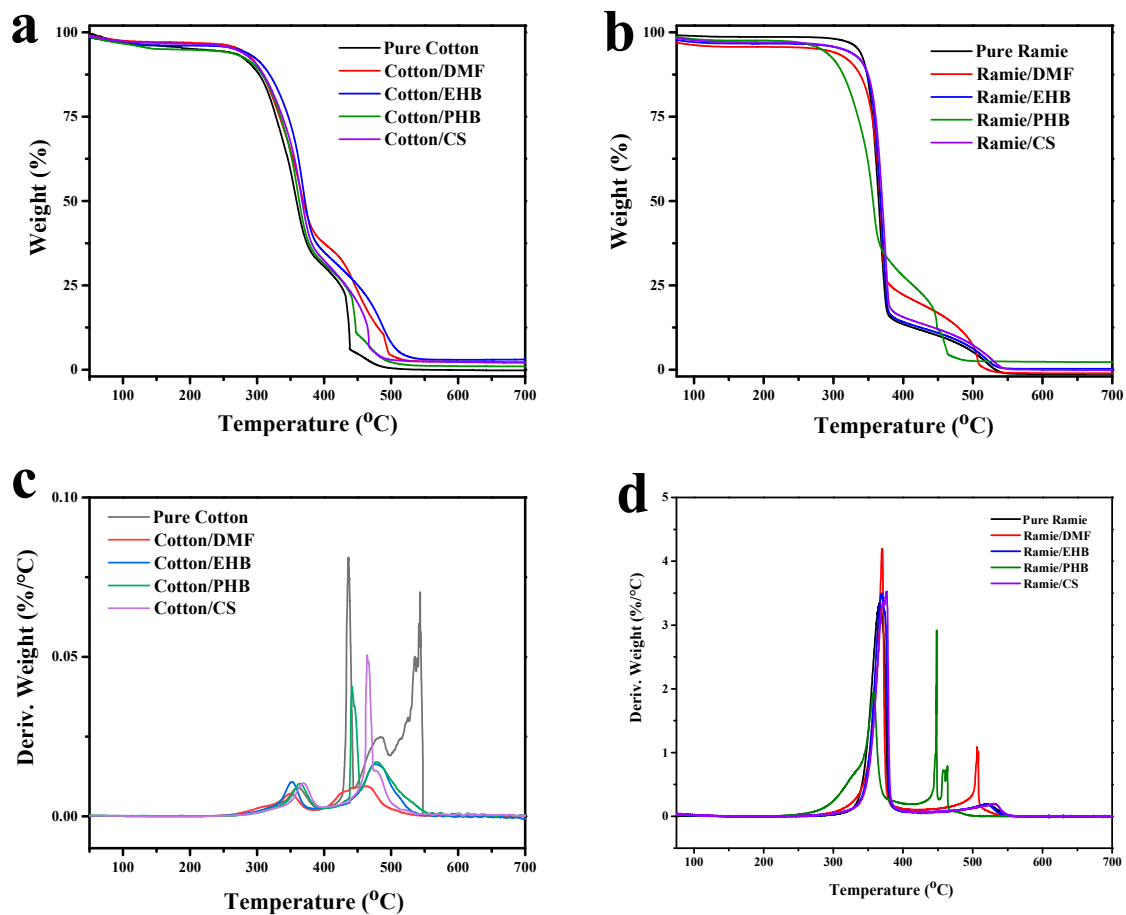 a
100
75
50
25
0
Weight (%)
Pure Cotton
Cotton/DMF
Cotton/EHB
Cotton/PHB
Cotton/CS
100 200 300 400 500 600 700
Temperature (⁰C)
b
100
75
50
25
0
Weight (%)
Pure Ramie
Ramie/DMF
Ramie/EHB
Ramie/PHB
Ramie/CS
100 200 300 400 500 600 700
Temperature (⁰C)
c
0.10
0.05
0.00
Deriv. Weight (%/°C)
Pure Cotton
Cotton/DMF
Cotton/EHB
Cotton/PHB
Cotton/CS
100 200 300 400 500 600 700
Temperature (⁰C)
d
5
4
3
2
1
0
Deriv. Weight (%/°C)
Pure Ramie
Ramie/DMF
Ramie/EHB
Ramie/PHB
Ramie/CS
100 200 300 400 500 600 700
Temperature (⁰C)